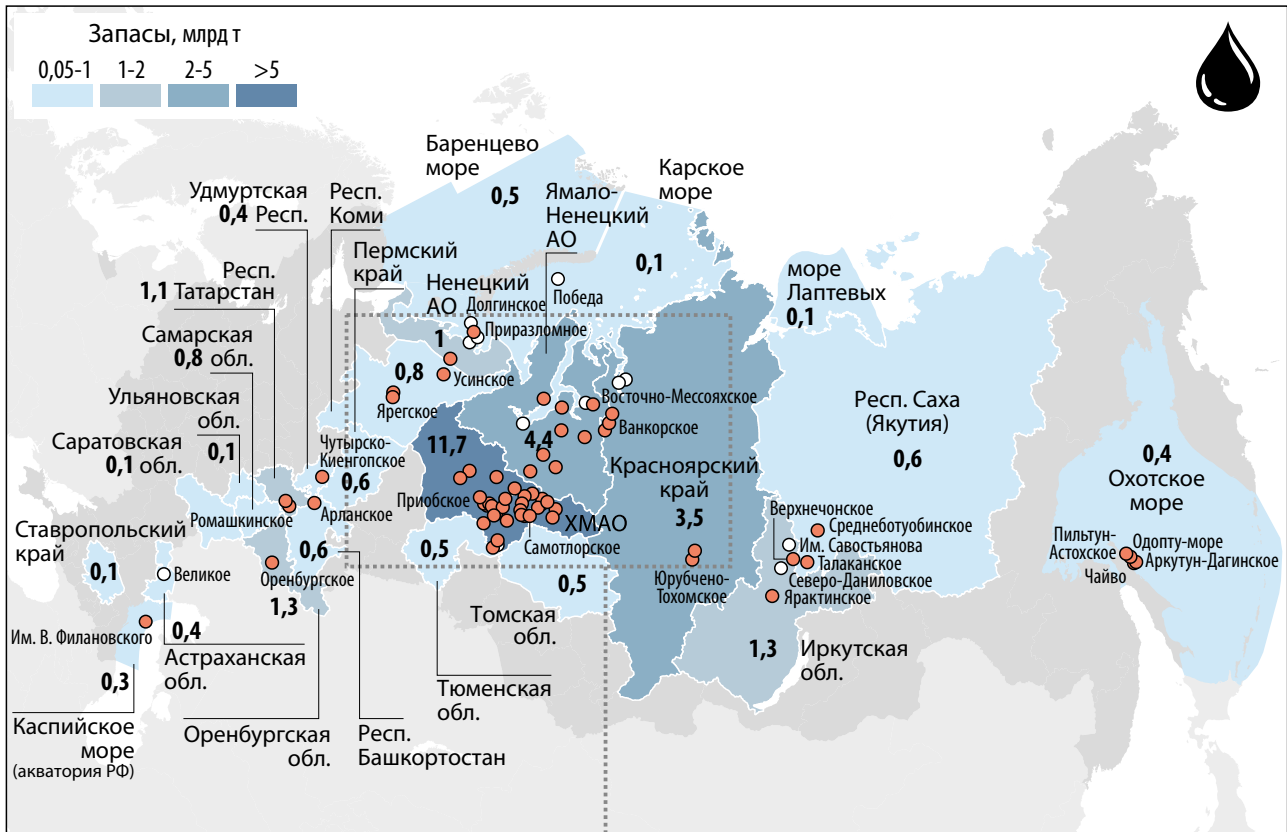 Запасы, млрд т
0,05-1 1-2 2-5 >5
Баренцево
море
0,5
Карское
море
0,1
Ямало-
Ненецкий
АО
4,4
Удмуртская
0,4 Респ.
Респ.
Коми
0,8
Пермский
край
0,6
Респ.
1,1 Татарстан
Ненецкий
АО
1
Долгинское
Победа
Приразломное
море
Лаптевых
0,1
Самарская
0,8 обл.
Ульяновская
обл.
0,1
Саратовская
0,1 обл.
Усинское
Ярегское
Восточно-Мессояхское
Ванкорское
Чутырско-
Киенгопское
11,7
Приобское
ХМАО
Самотлорское
Красноярский
край
3,5
Респ. Саха
(Якутия)
0,6
0,4
Охотское
море
Ромашкинское
Арланское
Ставропольский
край
0,1
Великое
Оренбургское
1,3
0,6
0,5
0,5
Томская
обл.
Юрубчено-
Тохомское
Верхнечонское
Среднеботуобинское
Им. Савостьянова
Талаканское
Северо-Даниловское
Ярактинское
Пильтун-
Астохское
Одопту-море
Аркутун-Дагинское
Чайво
Им. В. Филановского
0,4
Астраханская
обл.
0,3
Каспийское
море
(акватория РФ)
Оренбургская
обл.
Респ.
Башкортостан
Тюменская
обл.
1,3
Иркутская
обл.